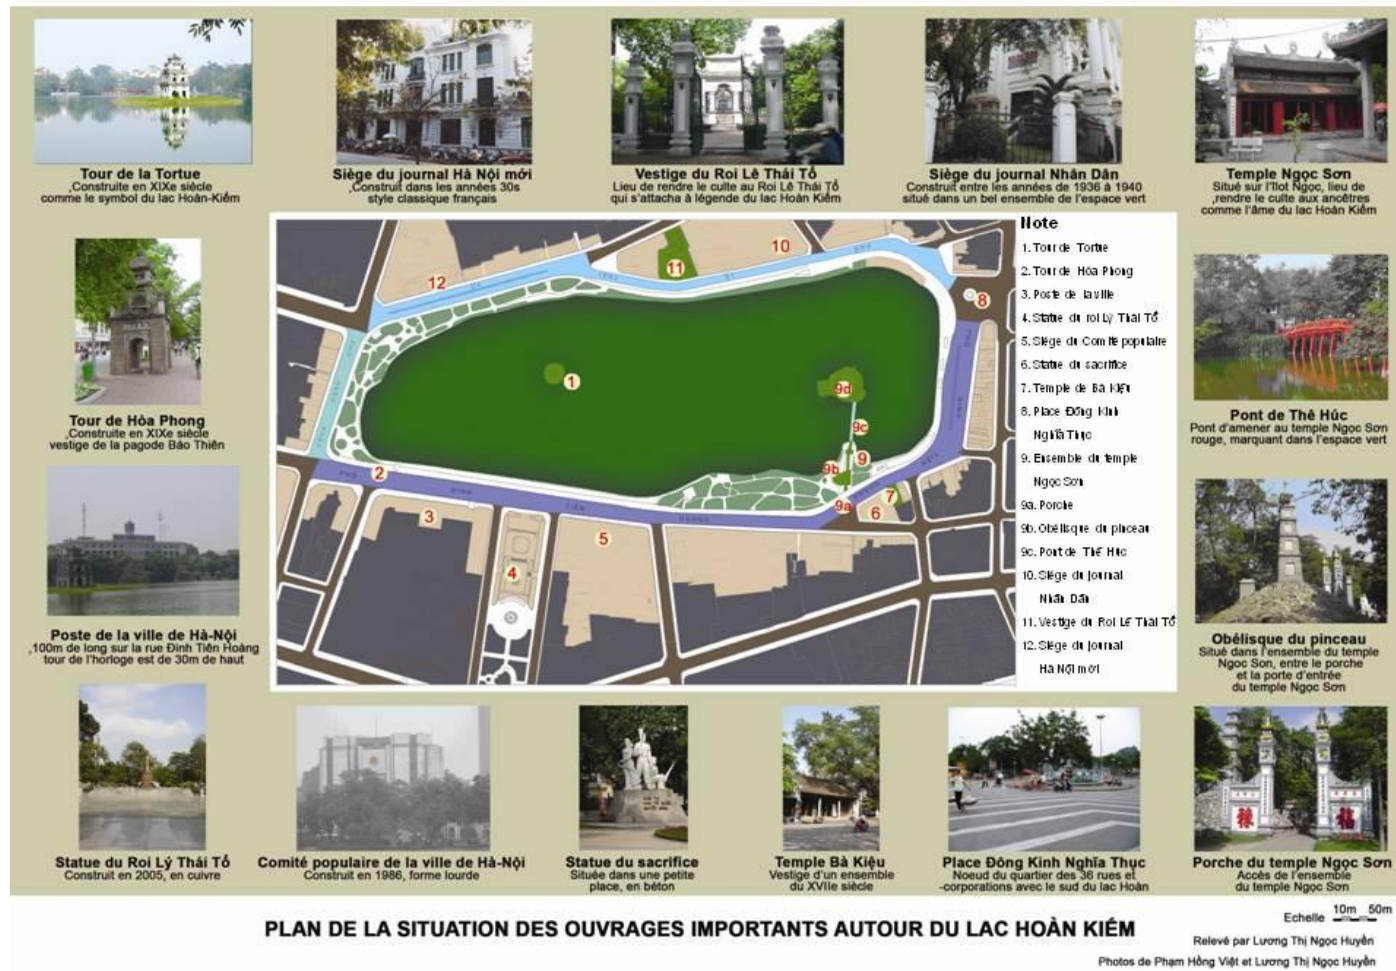 Tour de la Tortue
,Construite en XIXe siècle
comme le symbol du lac Hoàn-Kiếm
Siège du journal Hà Nội mới
,Construit dans les années 30s
style classique français
Vestige du Roi Lê Thái Tổ
Lieu de rendre le culte au Roi Lê Thái Tổ
qui s'attacha à légende du lac Hoàn Kiếm
Siège du journal Nhân Dân
Construit entre les années de 1936 à 1940
situé dans un bel ensemble de l'espace vert
Temple Ngọc Sơn
Situé sur l'îlot Ngọc, lieu de
,rendre le culte aux ancêtres
comme l'âme du lac Hoàn Kiếm
Tour de Hòa Phong
,Construite en XIXe siècle
vestige de la pagode Báo Thiên
Poste de la ville de Hà-Nội
,100m de long sur la rue Đinh Tiên Hoàng
tour de l'horloge est de 30m de haut
12
11
10
8
1
9d
9c
9
9b
9a
7
6
2
3
4
5
PHỐ
ĐINH
TIÊN
HOÀNG
Note
1. Tour de Tortue
2. Tour de Hòa Phong
3. Poste de la ville
4. Statue du roi Lý Thái Tổ
5. Siège du Comité populaire
6. Statue du sacrifice
7. Temple de Bà Kiệu
8. Place Đông Kinh
Nghĩa Thục
9. Ensemble du temple
Ngọc Sơn
9a. Porche
9b. Obélisque du pinceau
9c. Pont de Thê Húc
10. Siège du journal
Nhân Dân
11. Vestige du Roi Lê Thái Tổ
12. Siège du journal
Hà Nội mới
Pont de Thê Húc
Pont d'amener au temple Ngọc Sơn
rouge, marquant dans l'espace vert
Obélisque du pinceau
Situé dans l'ensemble du temple
Ngoc Son, entre le porche
et la porte d'entrée
du temple Ngọc Sơn
Statue du Roi Lý Thái Tổ
Construit en 2005, en cuivre
Comité populaire de la ville de Hà-Nội
Construit en 1986, forme lourde
Statue du sacrifice
Située dans une petite
place, en béton
Temple Bà Kiệu
Vestige d'un ensemble
du XVIIe siècle
Place Đông Kinh Nghĩa Thục
Noeud du quartier des 36 rues et
-corporations avec le sud du lac Hoàn
祿
福
Porche du temple Ngọc Sơn
Accès de l'ensemble
du temple Ngọc Sơn
PLAN DE LA SITUATION DES OUVRAGES IMPORTANTS AUTOUR DU LAC HOÀN KIẾM
Echelle 10m 50m
Relevé par Lương Thị Ngọc Huyền
Photos de Phạm Hồng Việt et Lương Thị Ngọc Huyền